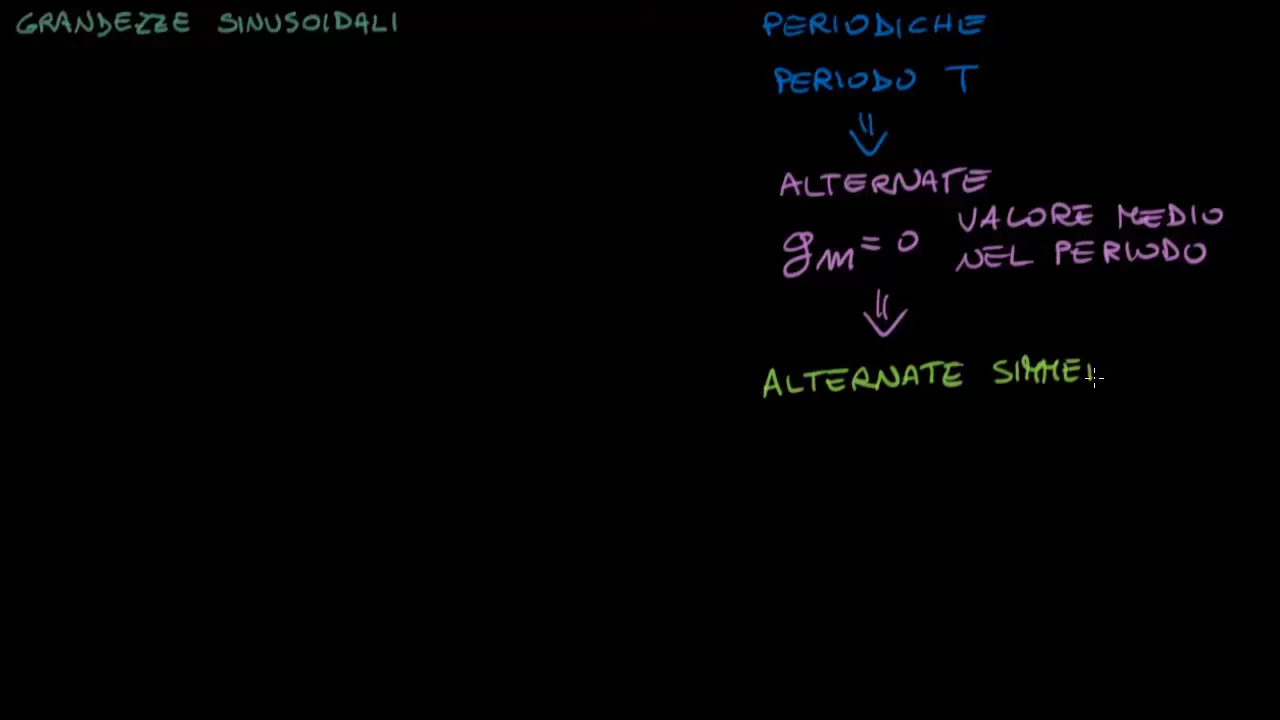 GRANDEZZE SINUSOIDALI
PERIODICHE
PERIODO T
ALTERNATE
gm = 0 VALORE MEDIO
NEL PERIODO
ALTERNATE SIMME